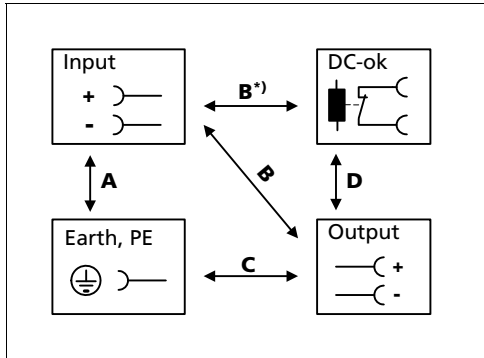 Input
+
-
B*)
DC-ok
A
B
D
Earth, PE
C
Output
+
-